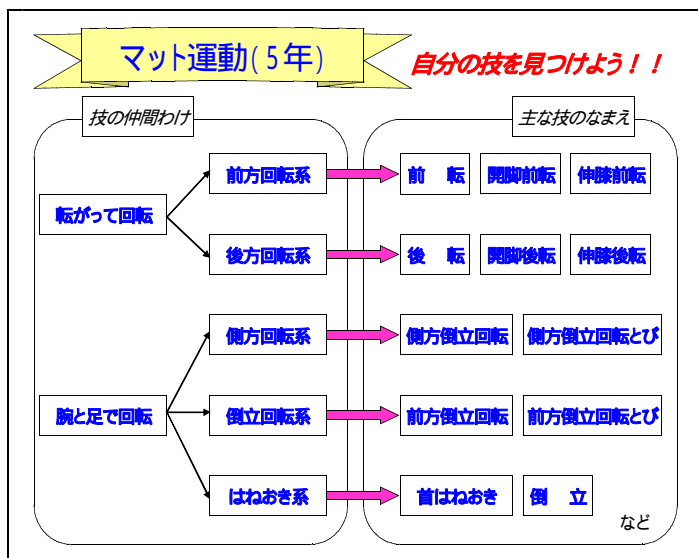 マット運動(5年)
自分の技を見つけよう！！
技の仲間わけ
主な技のなまえ
転がって回転
前方回転系
前　転
開脚前転
伸膝前転
後方回転系
後　転
開脚後転
伸膝後転
腕と足で回転
側方回転系
側方倒立回転
側方倒立回転とび
倒立回転系
前方倒立回転
前方倒立回転とび
はねおき系
首はねおき
倒　立
など